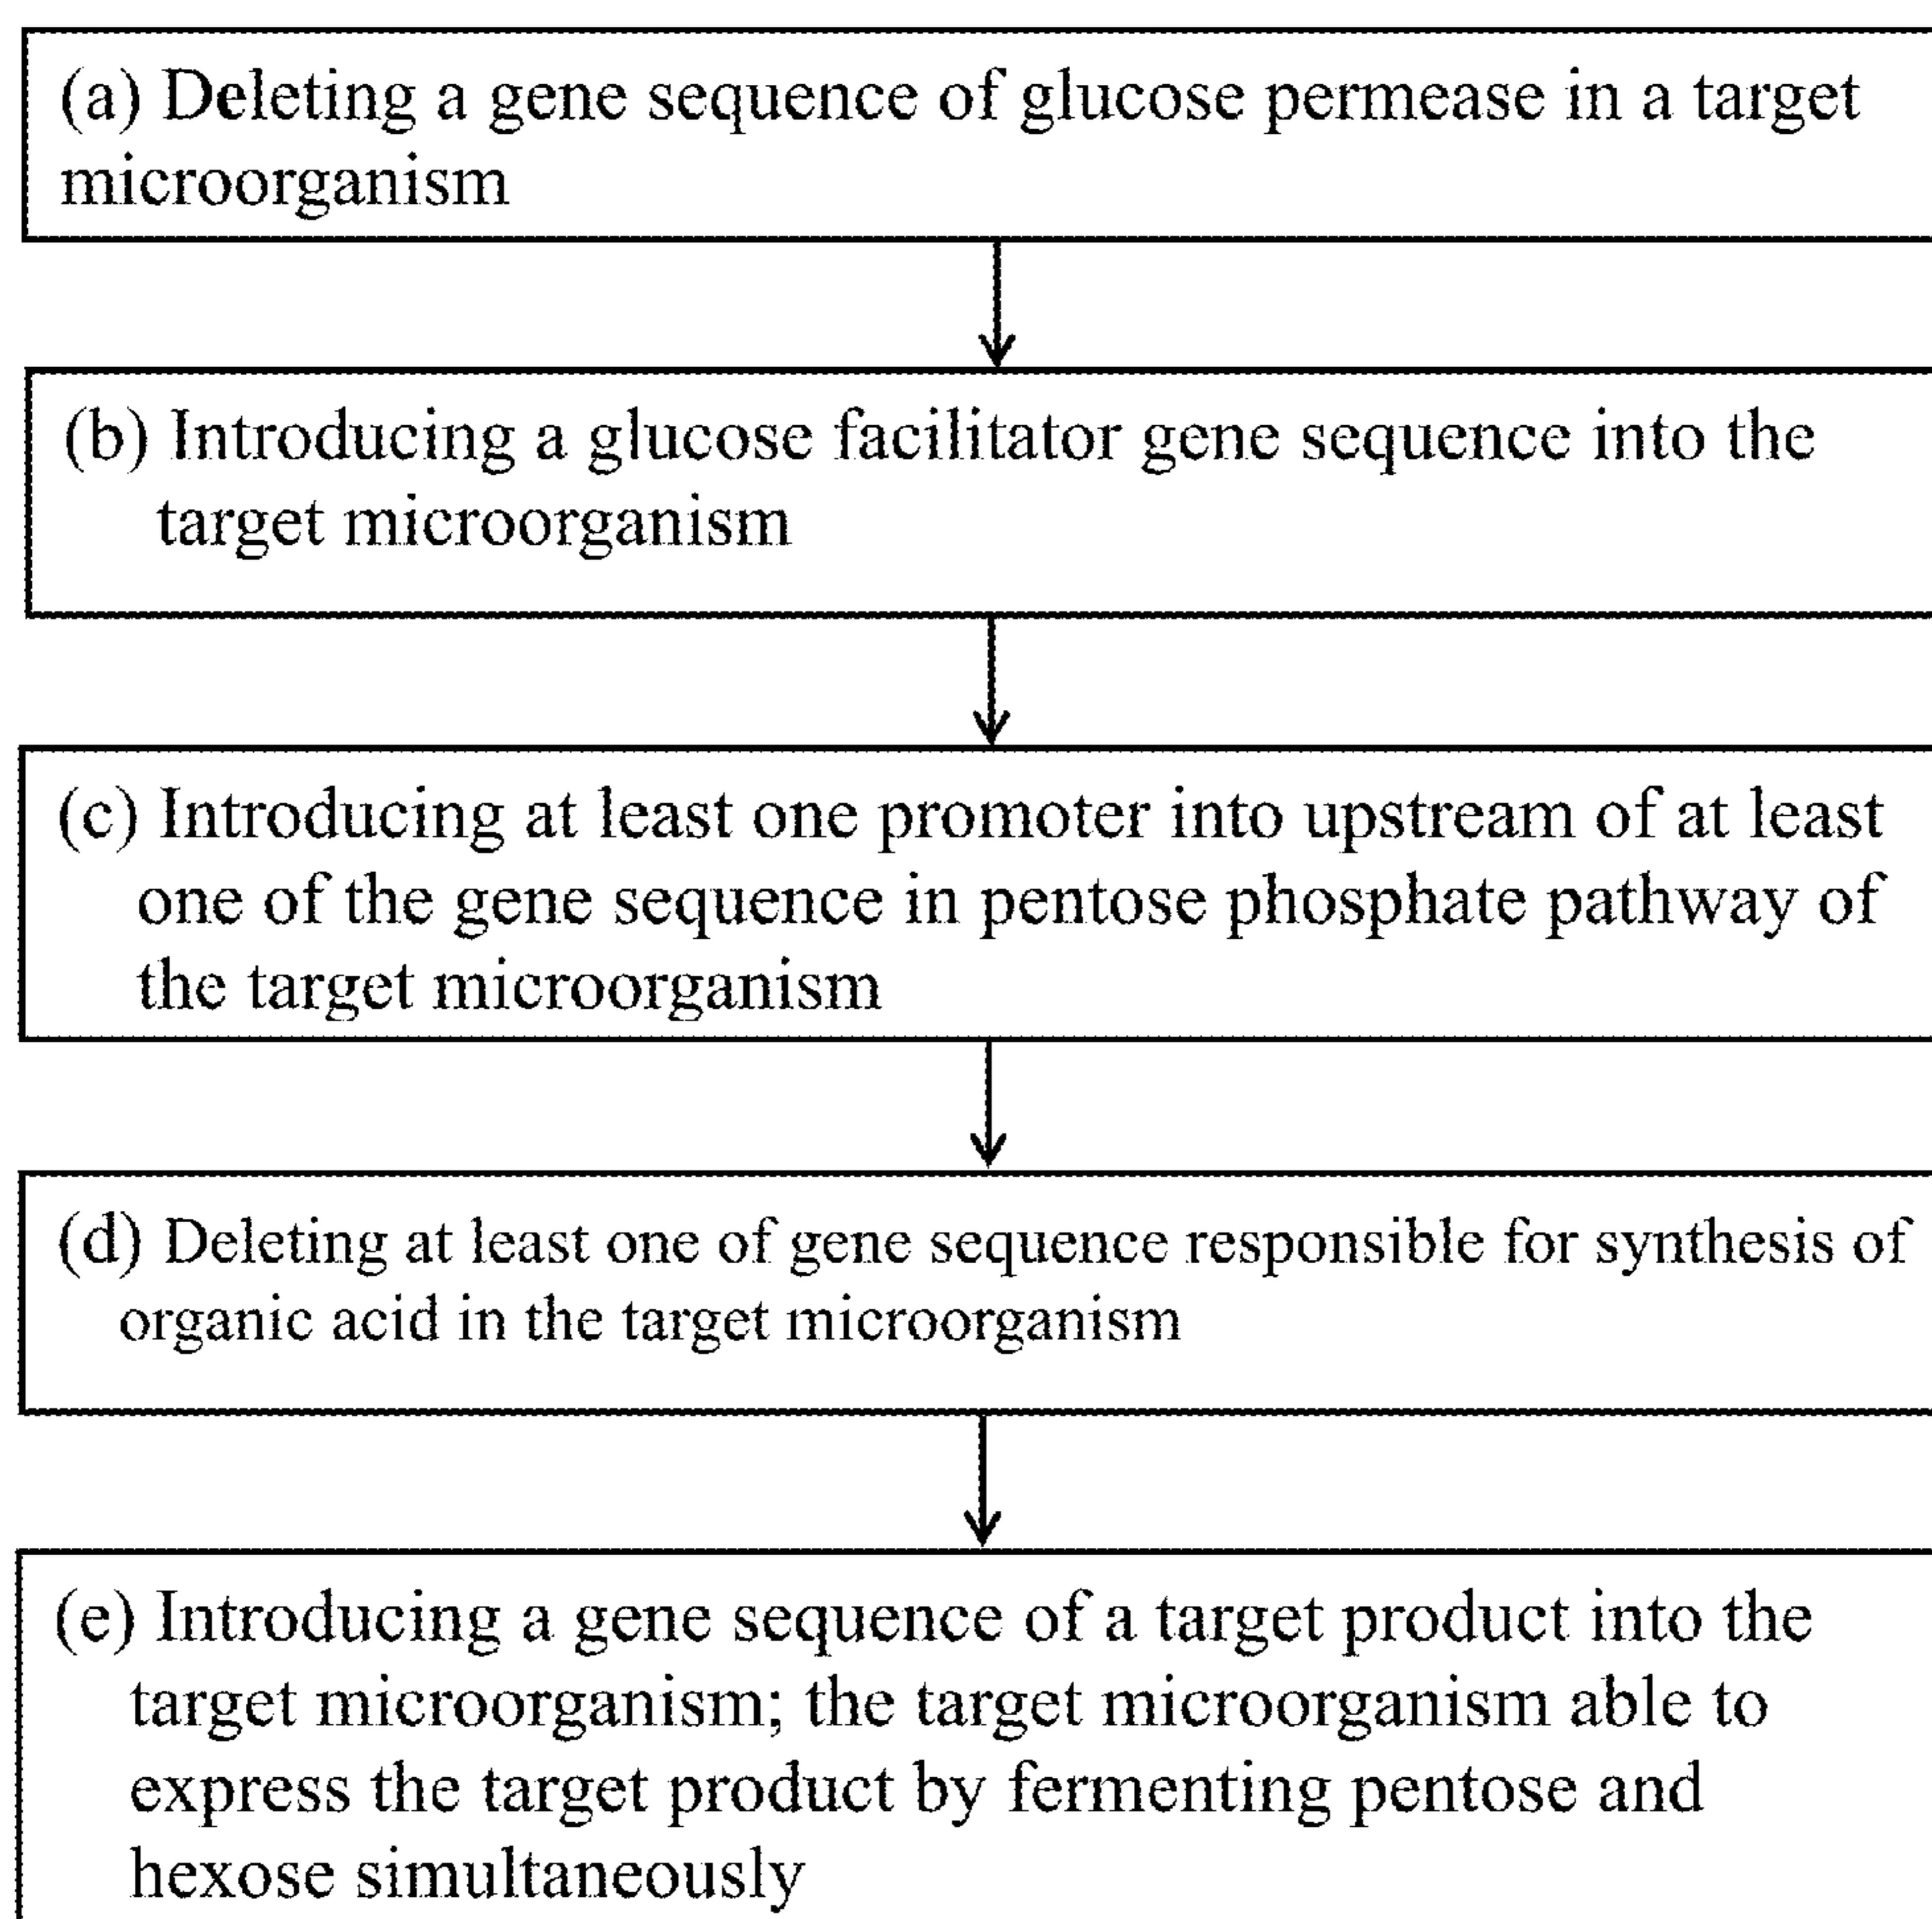 (a) Deleting a gene sequence of glucose permease in a target
microorganism
(b) Introducing a glucose facilitator gene sequence into the
target microorganism
(c) Introducing at least one promoter into upstream of at least
one of the gene sequence in pentose phosphate pathway of
the target microorganism
(d) Deleting at least one of gene sequence responsible for synthesis of
organic acid in the target microorganism
(e) Introducing a gene sequence of a target product into the
target microorganism; the target microorganism able to
express the target product by fermenting pentose and
hexose simultaneously